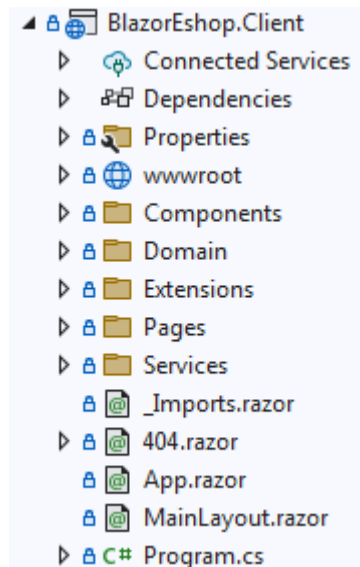 BlazorEshop.Client
Connected Services
Dependencies
Properties
wwwroot
Components
Domain
Extensions
Pages
Services
@ _Imports.razor
@ 404.razor
@ App.razor
@ MainLayout.razor
C# Program.cs